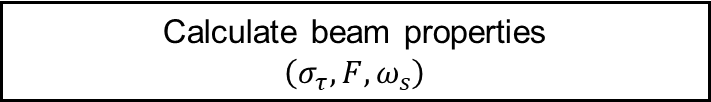 Calculate beam properties
(σ_τ, F, ω_s)